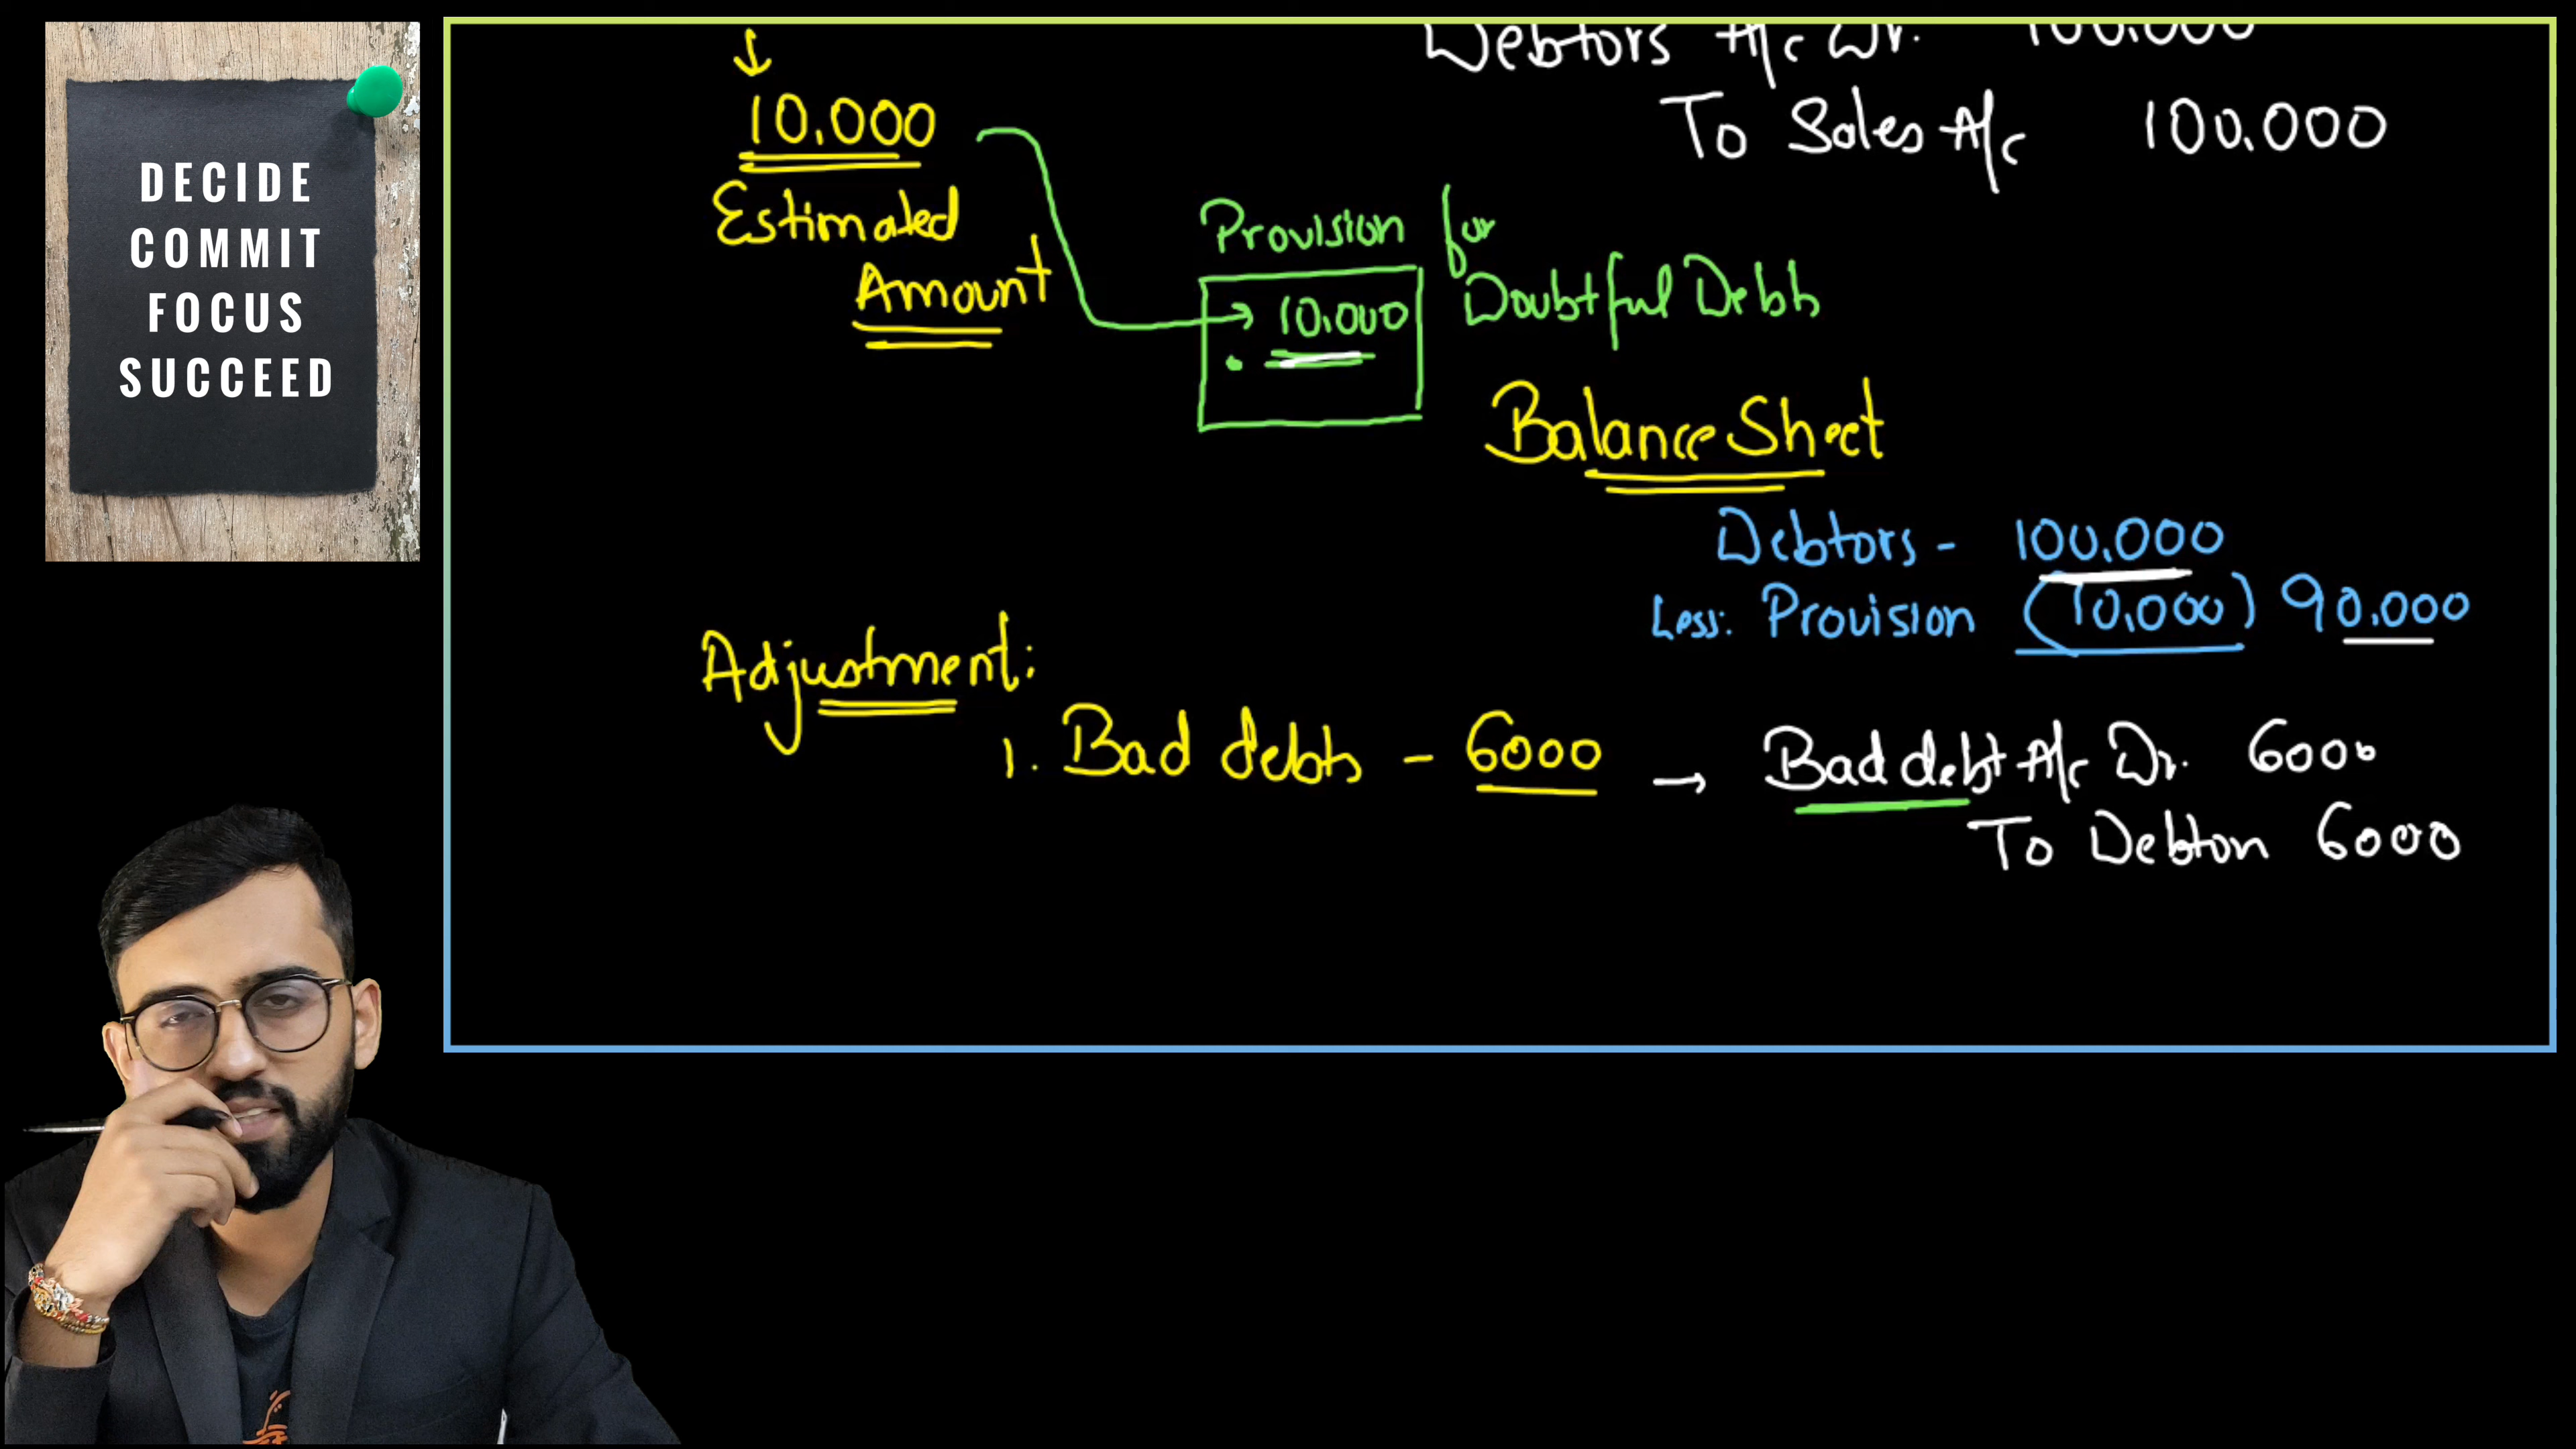 DECIDE
COMMIT
FOCUS
SUCCEED
Debtors A/c Dr. 100.000
To Sales A/c 100.000
10.000
Estimated
Amount
Provision for
Doubtful Debts
10.000
Balance Sheet
Debtors - 100.000
Less: Provision (10.000) 90.000
Adjustment:
1. Bad debts - 6000 → Bad debt A/c Dr. 6000
To Debtors 6000